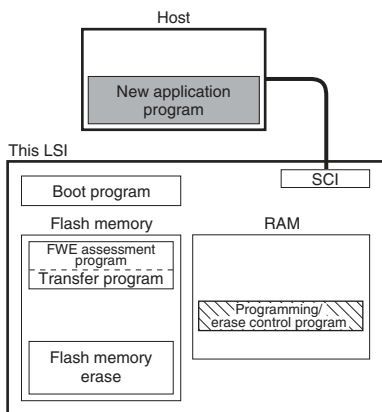 Host
New application
program
This LSI
SCI
Boot program
Flash memory
RAM
FWE assessment
program
Transfer program
Programming/
erase control program
Flash memory
erase